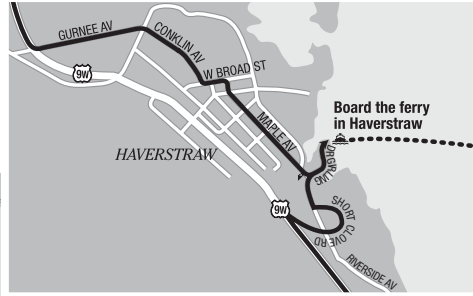 GURNEE AV
CONKLIN AV
9W
W BROAD ST
Board the ferry
in Haverstraw
MAPLE AV
HAVERSTRAW
9W
SHORT CLOVE RD
RIVERSIDE AV